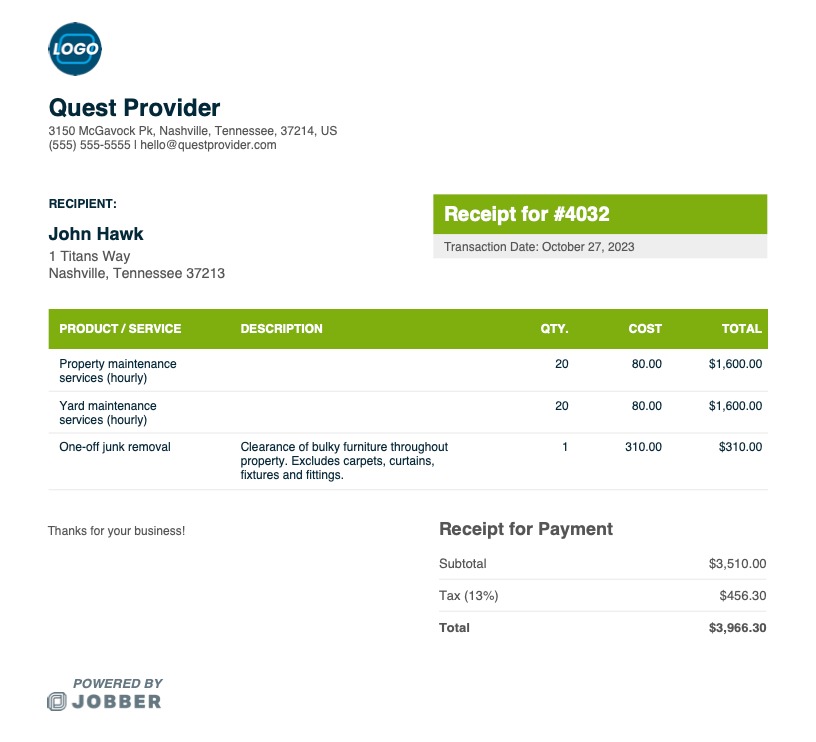 LOGO
Quest Provider
3150 McGavock Pk, Nashville, Tennessee, 37214, US
(555) 555-5555 | hello@questprovider.com
RECIPIENT:
John Hawk
1 Titans Way
Nashville, Tennessee 37213
Receipt for #4032
Transaction Date: October 27, 2023
PRODUCT / SERVICE DESCRIPTION QTY. COST TOTAL
Property maintenance 20 80.00 $1,600.00
services (hourly)
Yard maintenance 20 80.00 $1,600.00
services (hourly)
One-off junk removal Clearance of bulky furniture throughout 1 310.00 $310.00
property. Excludes carpets, curtains,
fixtures and fittings.
Thanks for your business!
Receipt for Payment
Subtotal $3,510.00
Tax (13%) $456.30
Total $3,966.30
POWERED BY
JOBBER